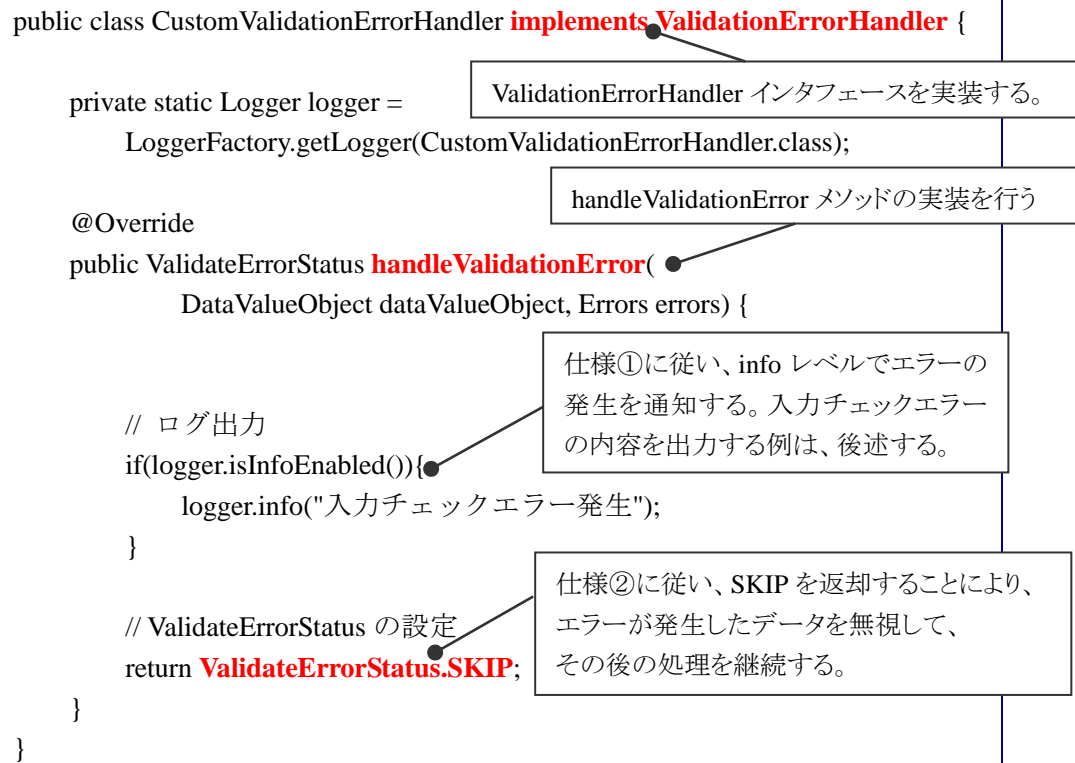 public class CustomValidationErrorHandler implements ValidationErrorHandler {
ValidationErrorHandler インタフェースを実装する。
private static Logger logger =
LoggerFactory.getLogger(CustomValidationErrorHandler.class);
handleValidationError メソッドの実装を行う
@Override
public ValidateErrorStatus handleValidationError(
DataValueObject dataValueObject, Errors errors) {
仕様①に従い、info レベルでエラーの
発生を通知する。入力チェックエラー
の内容を出力する例は、後述する。
// ログ出力
if(logger.isInfoEnabled()){
logger.info("入力チェックエラー発生");
}
仕様②に従い、SKIP を返却することにより、
エラーが発生したデータを無視して、
その後の処理を継続する。
// ValidateErrorStatus の設定
return ValidateErrorStatus.SKIP;
}
}